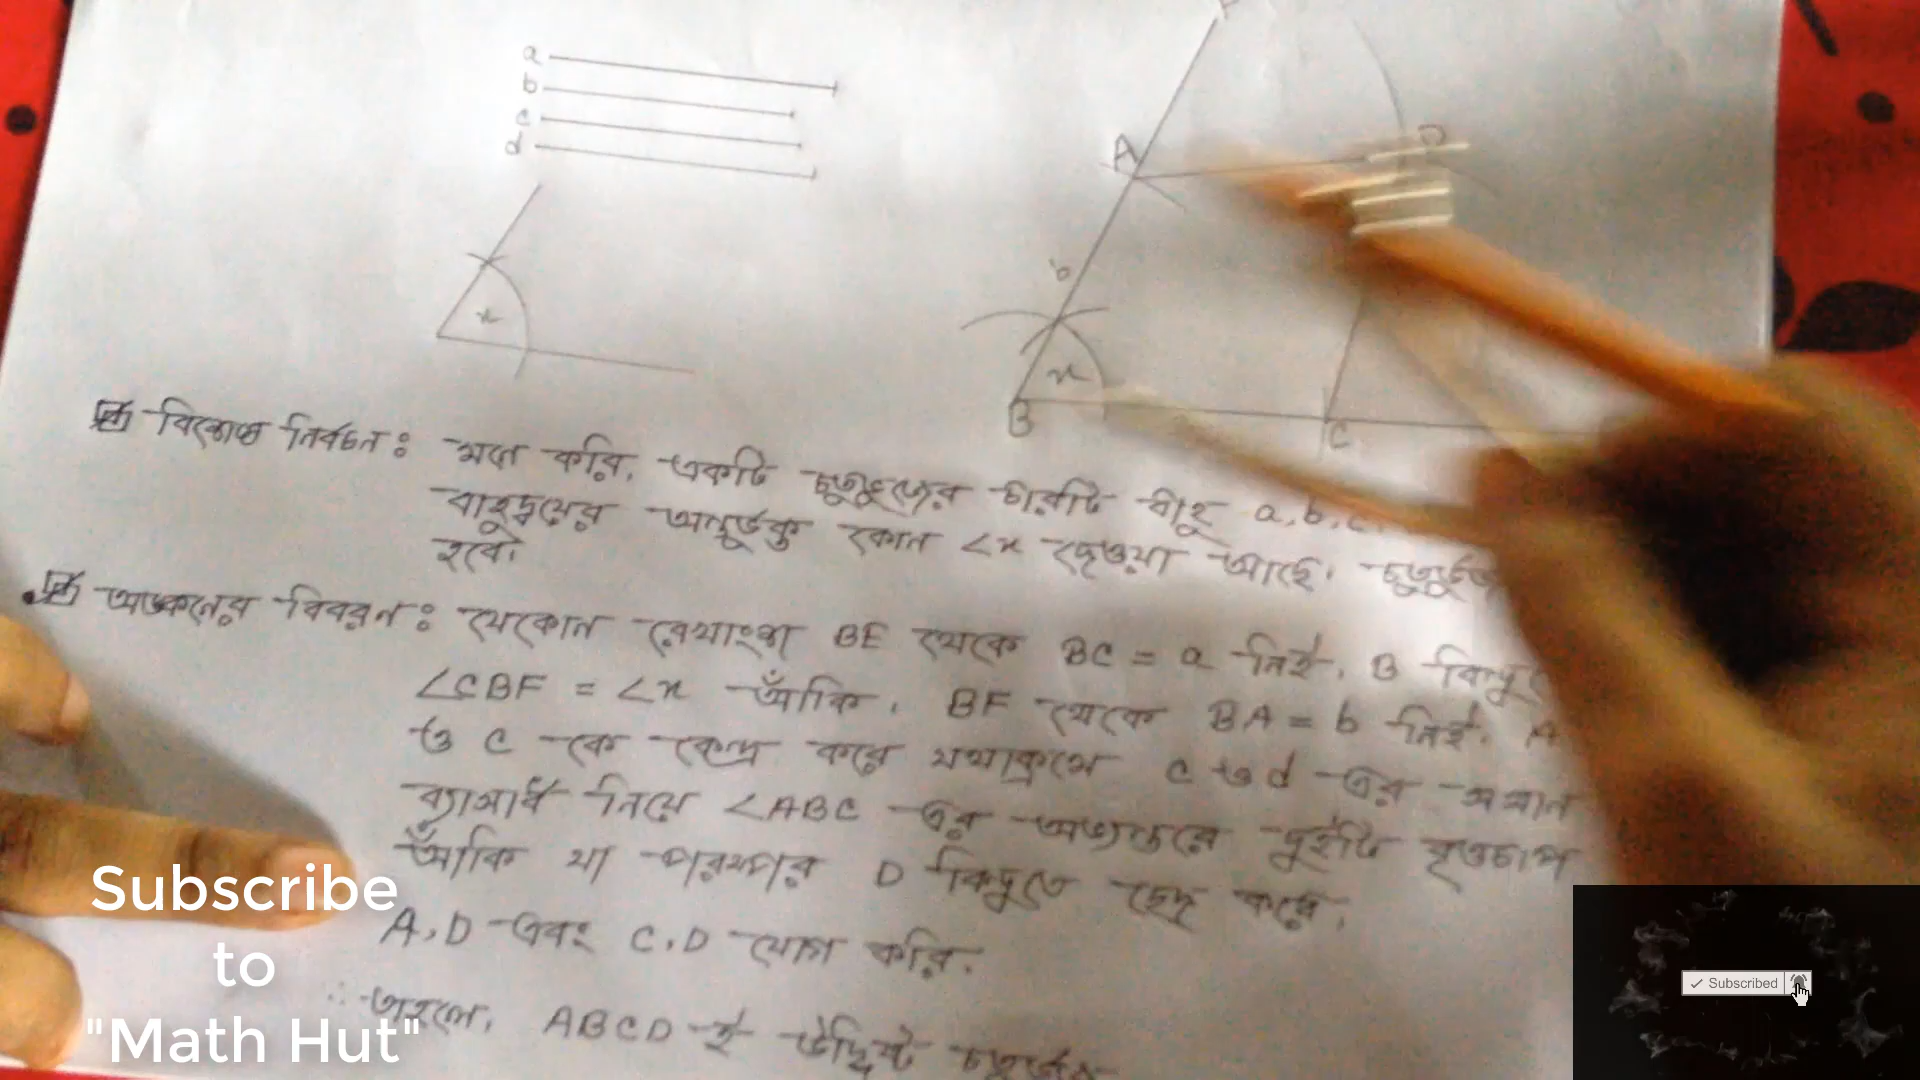 a
b
c
d
x
A
D
b
x
B
C
বিশেষ নির্বচন : মনে করি, একটি চতুর্ভুজের চারটি বাহু a, b, c,
বাহুদ্বয়ের অন্তর্ভুক্ত কোন ∠x দেওয়া আছে।
হবে।
অঙ্কনের বিবরন : যেকোন রেখাংশ BE থেকে BC = a নিই, B বিন্দুতে
∠CBF = ∠x আঁকি, BF থেকে BA = b নিই, A
ও C কে কেন্দ্র করে যথাক্রমে c ও d এর সমান
ব্যাসার্ধ নিয়ে ∠ABC এর অভ্যন্তরে দুইটি বৃত্তচাপ
আঁকি যা পরস্পর D বিন্দুতে ছেদ করে,
A,D এবং C,D যোগ করি,
∴ তাহলে, ABCD ই উদ্দিষ্ট চতুর্ভুজ
Subscribe
to
"Math Hut"
✓ Subscribed